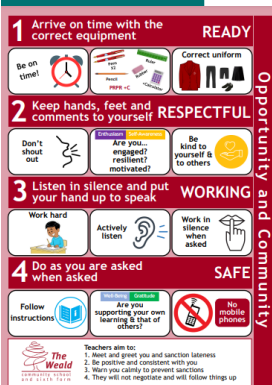 1 Arrive on time with the
correct equipment
READY
Be on
time!
Pen
Ruler
Pencil
Rubber
Calculator
PRPR +C
Correct uniform
2 Keep hands, feet and
comments to yourself
RESPECTFUL
Don't
shout
out
Enthusiasm Self-Awareness
Are you...
engaged?
resilient?
motivated?
Be
kind to
yourself &
to others
3 Listen in silence and put
your hand up to speak
WORKING
Work hard
Actively
listen
Work in
silence
when
asked
4 Do as you are asked
when asked
SAFE
Follow
instructions
Well-Being Gratitude
Are you
supporting your own
learning & that of
others?
No
mobile
phones
Opportunity and Community
The
Weald
community school
and sixth form
Teachers aim to:
1. Meet and greet you and sanction lateness
2. Be positive and consistent with you
3. Warn you calmly to prevent sanctions
4. They will not negotiate and will follow things up